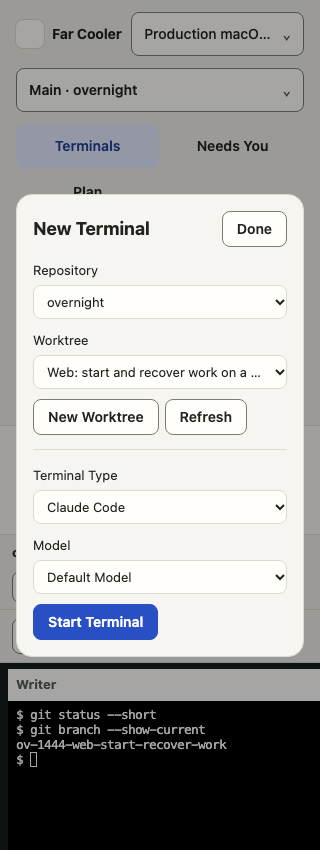 Far Cooler
Production macO...
Main · overnight
Terminals
Needs You
Plan
New Terminal
Done
Repository
overnight
Worktree
Web: start and recover work on a ...
New Worktree
Refresh
Terminal Type
Claude Code
Model
Default Model
Start Terminal
Writer
$ git status --short
$ git branch --show-current
ov-1444-web-start-recover-work
$